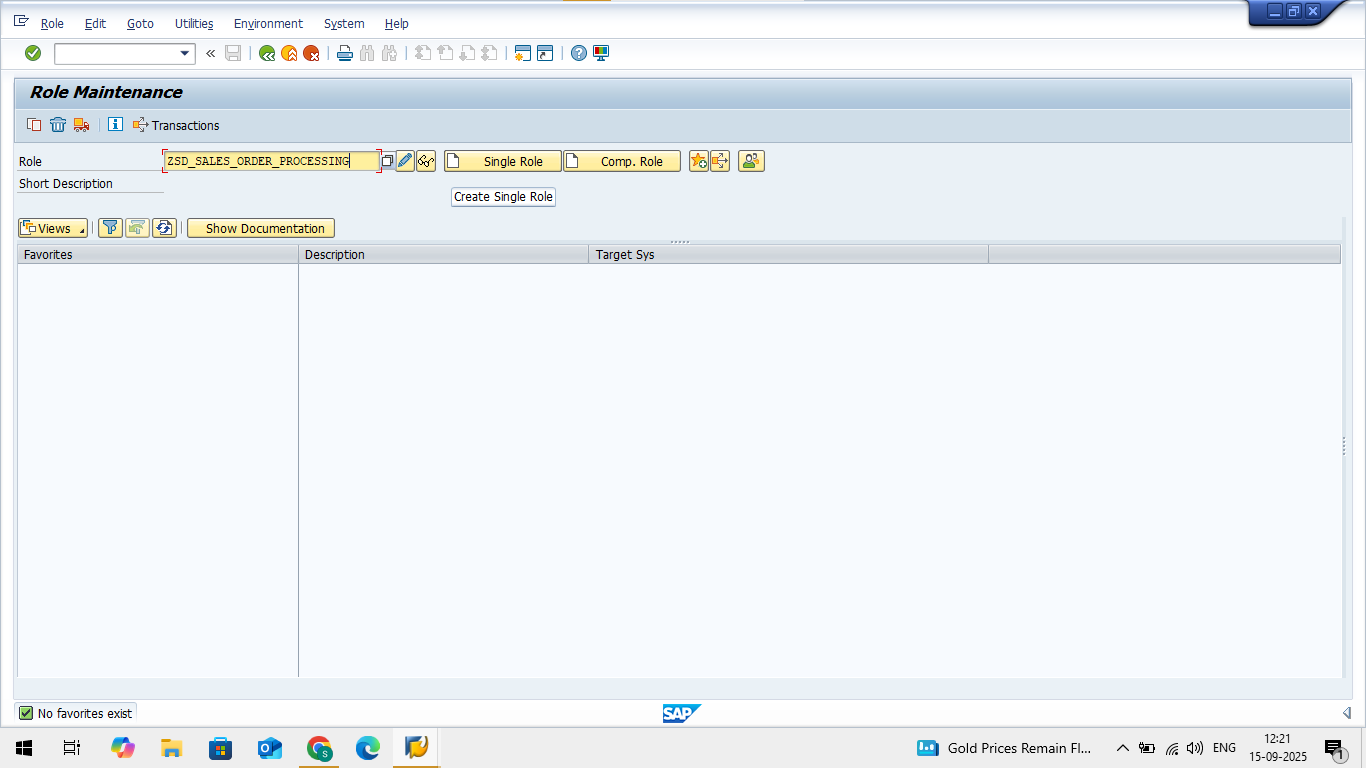 Role Edit Goto Utilities Environment System Help
Role Maintenance
Transactions
Role ZSD_SALES_ORDER_PROCESSING Single Role Comp. Role
Short Description
Create Single Role
Views Show Documentation
Favorites Description Target Sys
No favorites exist
SAP
Gold Prices Remain Fl... ENG 12:21
15-09-2025
1